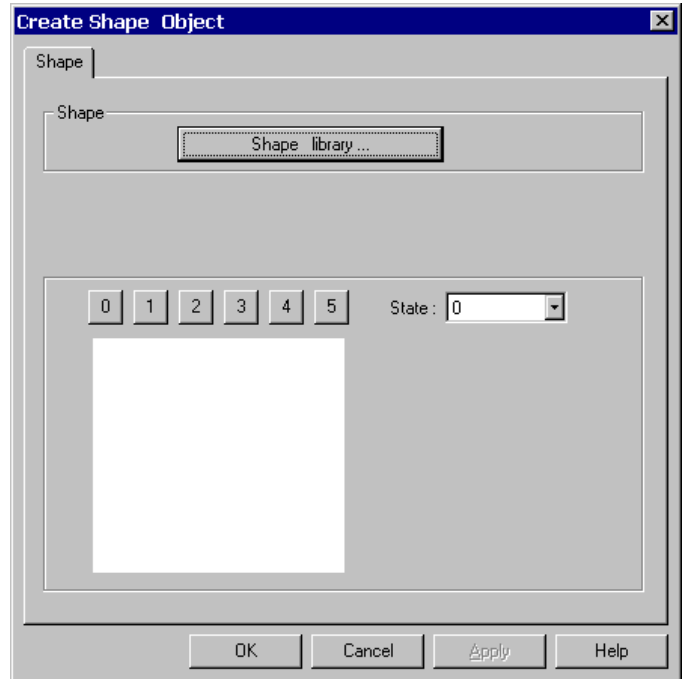 Create Shape Object
Shape
Shape
Shape library ...
0 1 2 3 4 5 State : 0
OK Cancel Apply Help